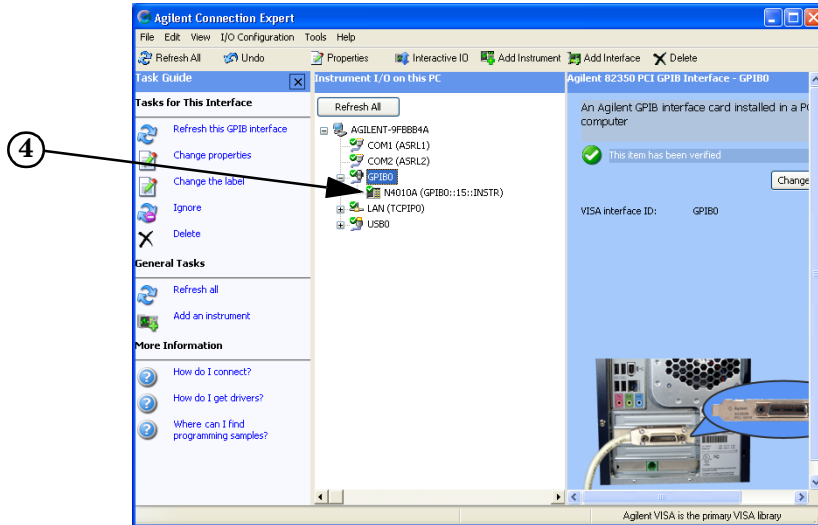 Agilent Connection Expert
File Edit View I/O Configuration Tools Help
Refresh All Undo Properties Interactive IO Add Instrument Add Interface Delete
Task Guide
Tasks for This Interface
Refresh this GPIB interface
Change properties
Change the label
Ignore
Delete
General Tasks
Refresh all
Add an instrument
More Information
How do I connect?
How do I get drivers?
Where can I find
programming samples?
4
Instrument I/O on this PC
Refresh All
AGILENT-9FBBB4A
COM1 (ASRL1)
COM2 (ASRL2)
GPIB0
N4010A (GPIB0::15::INSTR)
LAN (TCPIP0)
USB0
Agilent 82350 PCI GPIB Interface - GPIB0
An Agilent GPIB interface card installed in a PC
computer
This item has been verified
Change
VISA interface ID: GPIB0
Agilent VISA is the primary VISA library